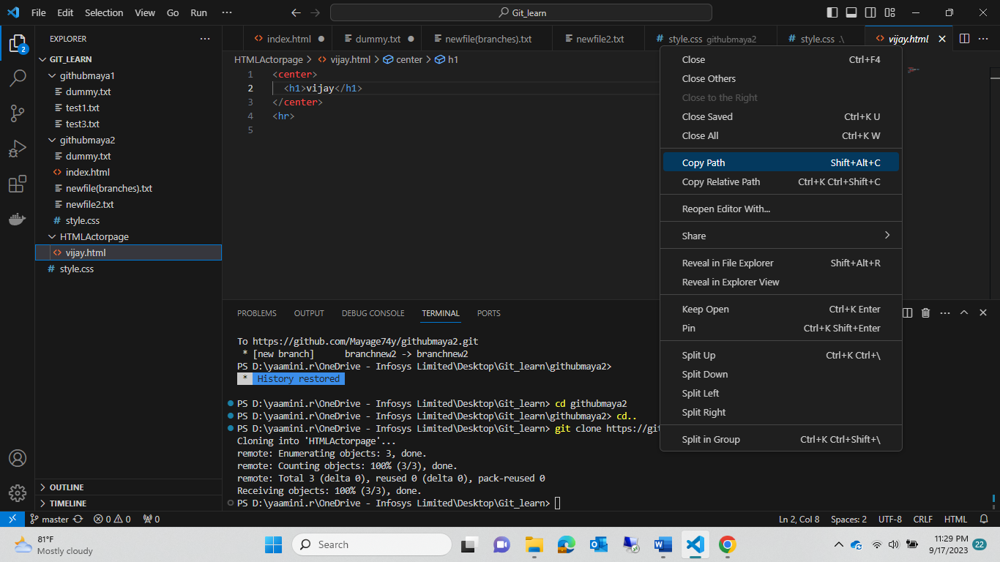 File Edit Selection View Go Run ··· Git_learn
EXPLORER ···
GIT_LEARN
githubmaya1
dummy.txt
test1.txt
test3.txt
githubmaya2
dummy.txt
index.html
newfile(branches).txt
newfile2.txt
style.css
HTMLActorpage
vijay.html
style.css
OUTLINE
TIMELINE
2
index.html dummy.txt newfile(branches).txt newfile2.txt style.css githubmaya2 style.css .\ vijay.html
HTMLActorpage > vijay.html > center > h1
1 <center>
2 <h1>vijay</h1>
3 </center>
4 <hr>
5
Close Ctrl+F4
Close Others
Close to the Right
Close Saved Ctrl+K U
Close All Ctrl+K W
Copy Path Shift+Alt+C
Copy Relative Path Ctrl+K Ctrl+Shift+C
Reopen Editor With...
Share
Reveal in File Explorer Shift+Alt+R
Reveal in Explorer View
Keep Open Ctrl+K Enter
Pin Ctrl+K Shift+Enter
Split Up Ctrl+K Ctrl+\
Split Down
Split Left
Split Right
Split in Group Ctrl+K Ctrl+Shift+\
PROBLEMS OUTPUT DEBUG CONSOLE TERMINAL PORTS
To https://github.com/Mayage74y/githubmaya2.git
* [new branch] branchnew2 -> branchnew2
PS D:\yaamini.r\OneDrive - Infosys Limited\Desktop\Git_learn\githubmaya2>
* History restored
PS D:\yaamini.r\OneDrive - Infosys Limited\Desktop\Git_learn> cd githubmaya2
PS D:\yaamini.r\OneDrive - Infosys Limited\Desktop\Git_learn\githubmaya2> cd..
PS D:\yaamini.r\OneDrive - Infosys Limited\Desktop\Git_learn> git clone https://git
Cloning into 'HTMLActorpage'...
remote: Enumerating objects: 3, done.
remote: Counting objects: 100% (3/3), done.
remote: Total 3 (delta 0), reused 0 (delta 0), pack-reused 0
Receiving objects: 100% (3/3), done.
PS D:\yaamini.r\OneDrive - Infosys Limited\Desktop\Git_learn>
master 0 0 0 Ln 2, Col 8 Spaces: 2 UTF-8 CRLF HTML
81°F
Mostly cloudy
Search
11:29 PM
9/17/2023
22